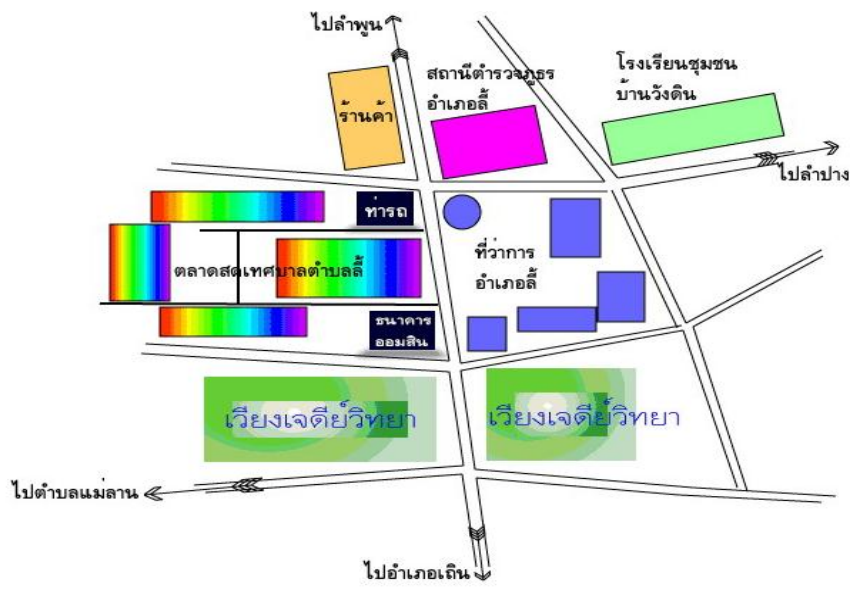 ไปลำพูน
สถานีตำรวจภูธร
อำเภอลี้
โรงเรียนชุมชน
บ้านวังดิน
ร้านค้า
ไปลำปาง
ท่ารถ
ที่ว่าการ
อำเภอลี้
ตลาดสดเทศบาลตำบลลี้
ธนาคาร
ออมสิน
เวียงเจดีย์วิทยา
เวียงเจดีย์วิทยา
ไปตำบลแม่ลาน
ไปอำเภอเถิน